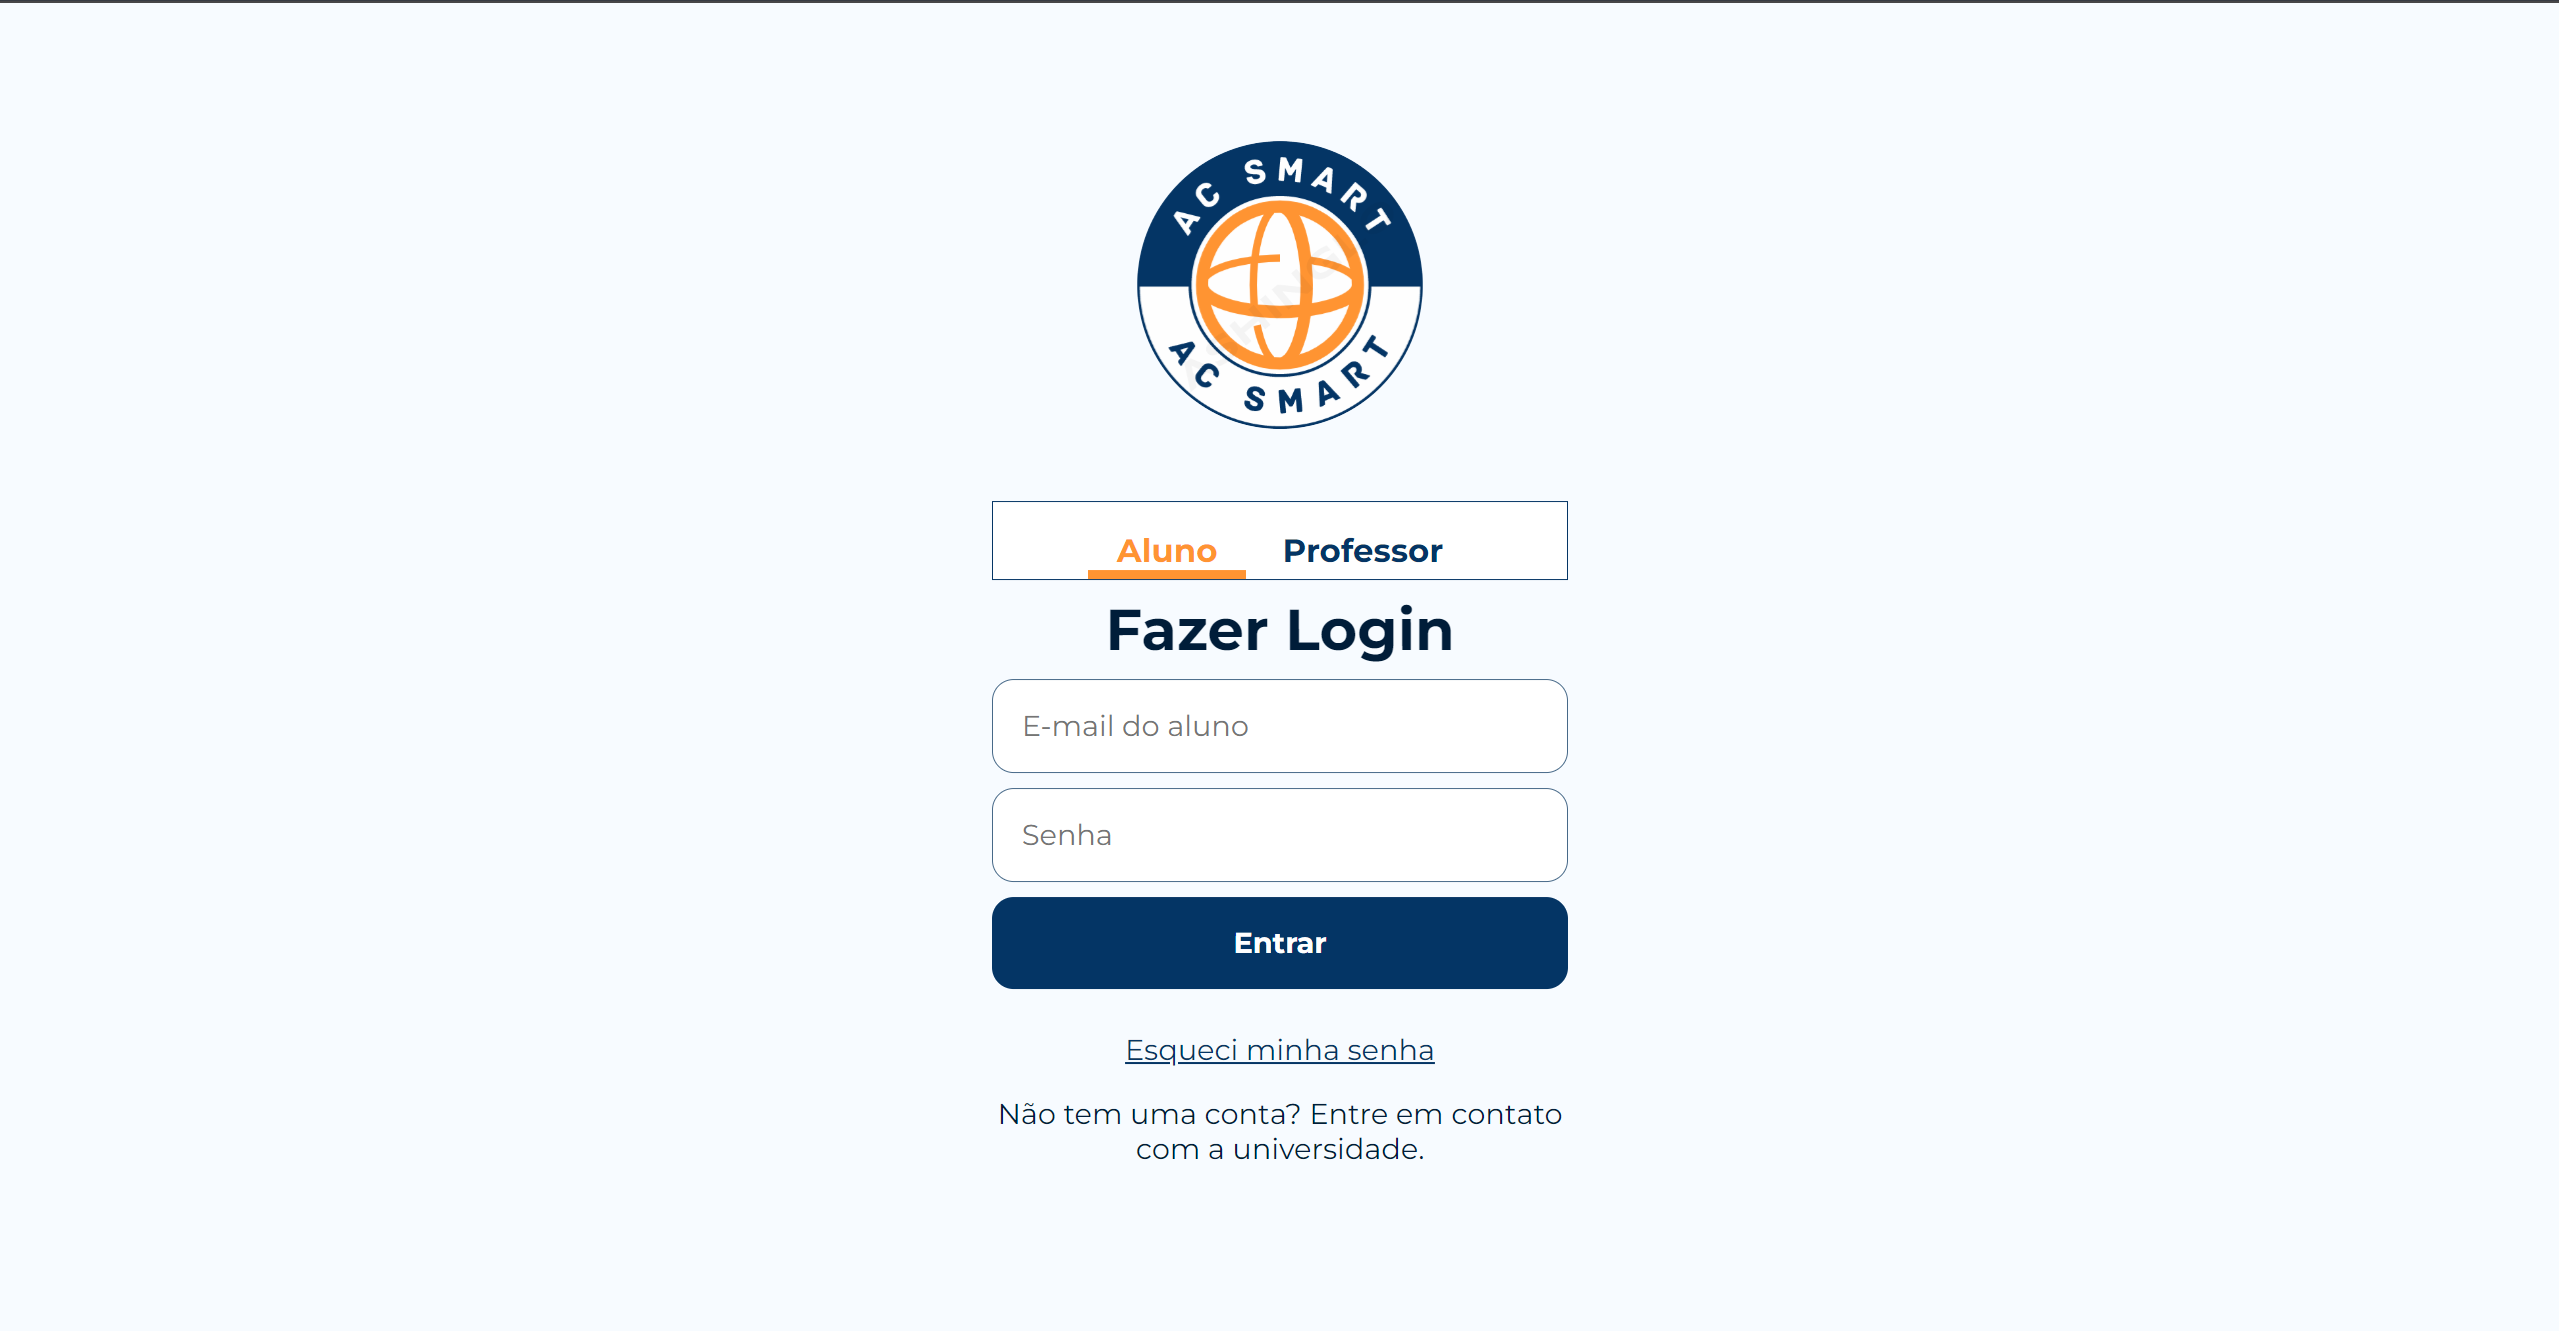 AC SMART
AC SMART
Aluno Professor
Fazer Login
E-mail do aluno
Senha
Entrar
Esqueci minha senha
Não tem uma conta? Entre em contato
com a universidade.